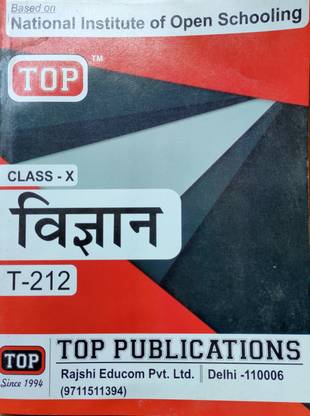 Based on
National Institute of Open Schooling
TOP™
CLASS - X
विज्ञान
T-212
TOP
Since 1994
TOP PUBLICATIONS
Rajshi Educom Pvt. Ltd. | Delhi -110006
(9711511394)